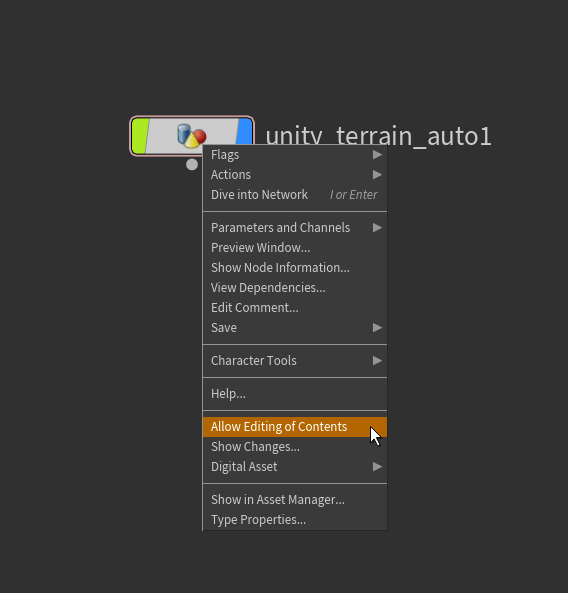 unity_terrain_auto1
Flags
Actions
Dive into Network I or Enter
Parameters and Channels
Preview Window...
Show Node Information...
View Dependencies...
Edit Comment...
Save
Character Tools
Help...
Allow Editing of Contents
Show Changes...
Digital Asset
Show in Asset Manager...
Type Properties...